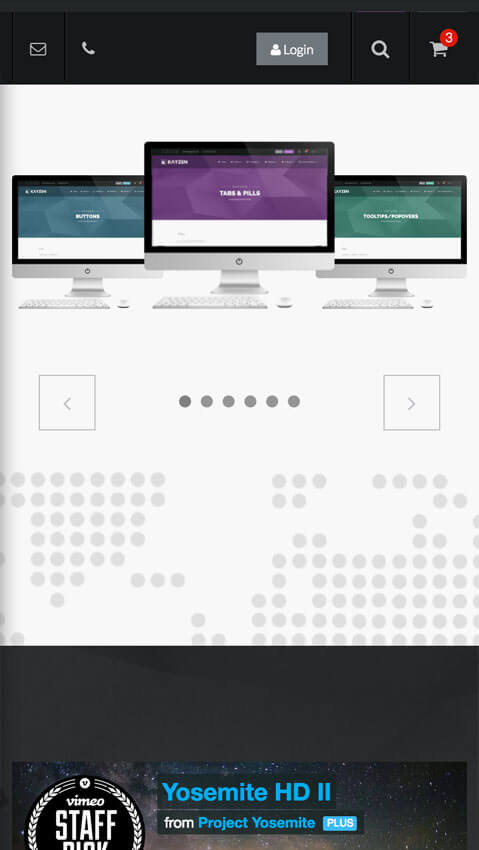 Login
3
KAYZEN
TABS & PILLS
KAYZEN
BUTTONS
KAYZEN
TOOLTIPS/POPOVERS
Yosemite HD II
from Project Yosemite PLUS
vimeo
STAFF
PICK